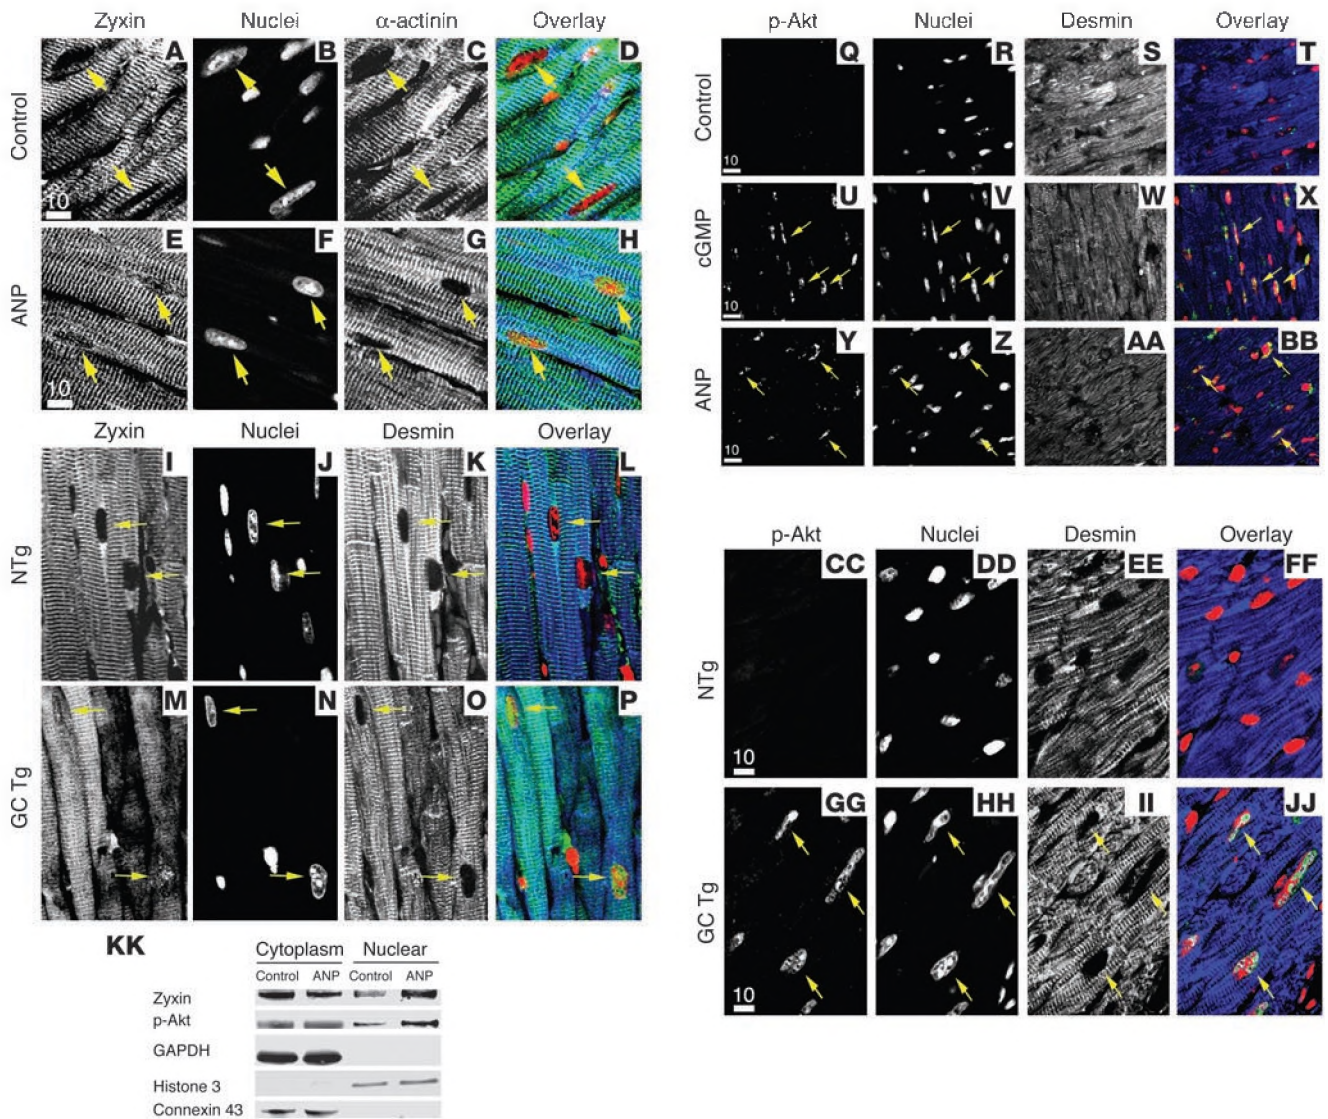 Zyxin Nuclei α-actinin Overlay
Control
A B C D
10
ANP
E F G H
10
Zyxin Nuclei Desmin Overlay
NTg
I J K L
GC Tg
M N O P
p-Akt Nuclei Desmin Overlay
Control
Q R S T
10
cGMP
U V W X
10
ANP
Y Z AA BB
10
p-Akt Nuclei Desmin Overlay
NTg
CC DD EE FF
10
GC Tg
GG HH II JJ
10
KK
Cytoplasm Nuclear
Control ANP Control ANP
Zyxin
p-Akt
GAPDH
Histone 3
Connexin 43